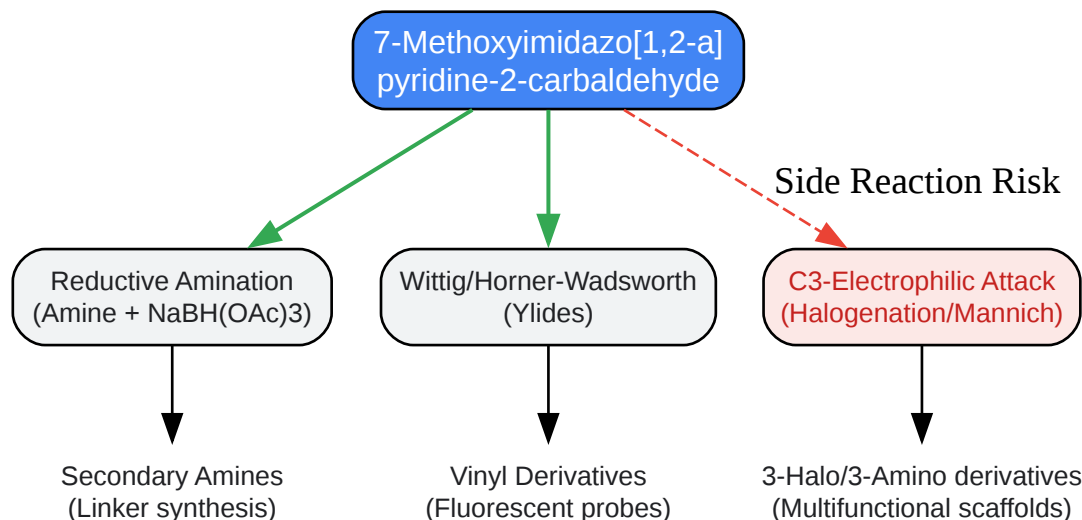 7-Methoxyimidazo[1,2-a]
pyridine-2-carbaldehyde
Side Reaction Risk
Reductive Amination
(Amine + NaBH(OAc)3)
Wittig/Horner-Wadsworth
(Ylides)
C3-Electrophilic Attack
(Halogenation/Mannich)
Secondary Amines
(Linker synthesis)
Vinyl Derivatives
(Fluorescent probes)
3-Halo/3-Amino derivatives
(Multifunctional scaffolds)